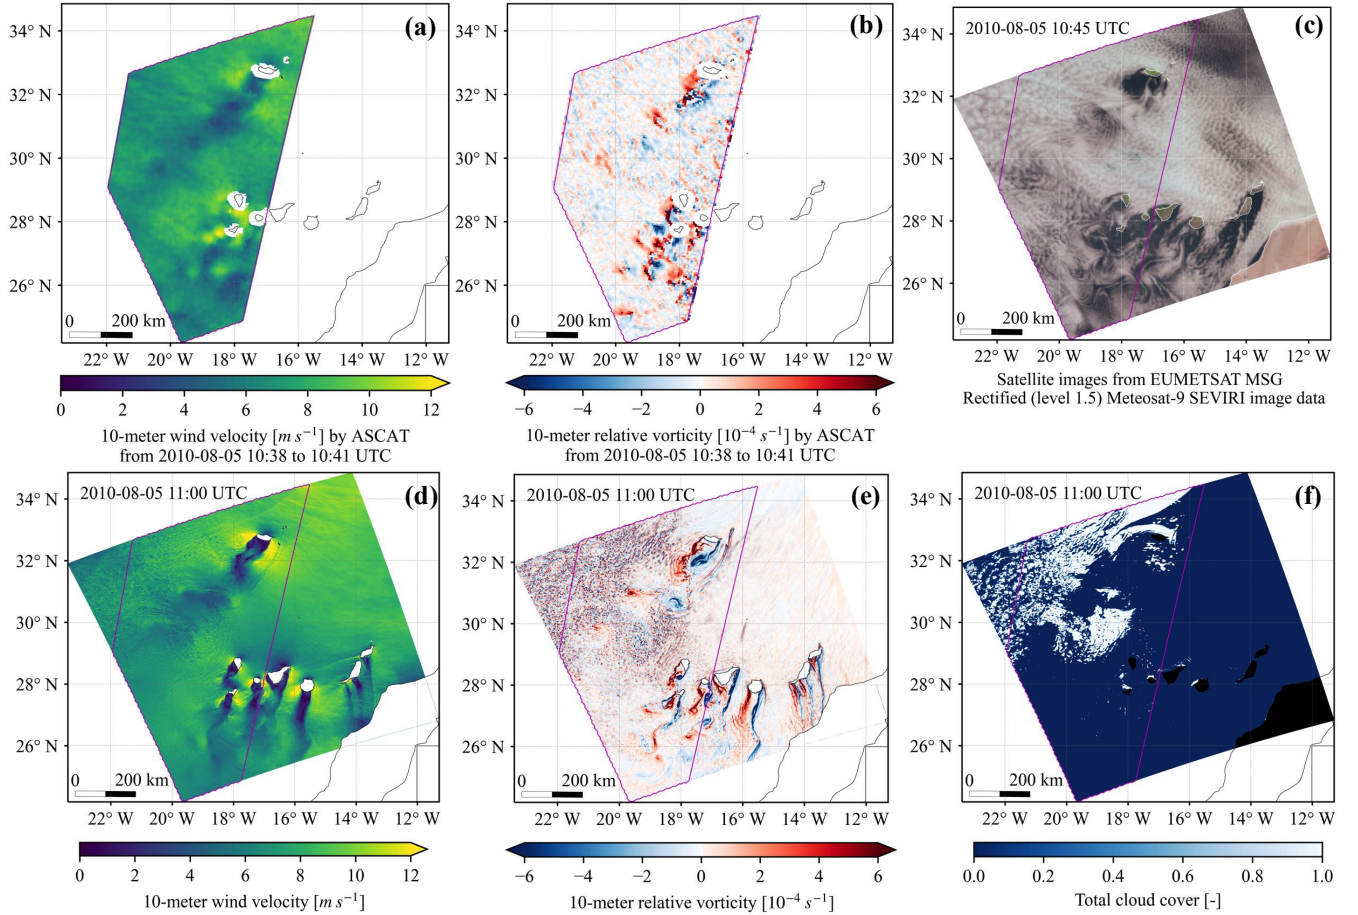 (a)
34° N
32° N
30° N
28° N
26° N
0 200 km
22° W 20° W 18° W 16° W 14° W 12° W
0 2 4 6 8 10 12
10-meter wind velocity [m s⁻¹] by ASCAT
from 2010-08-05 10:38 to 10:41 UTC
(b)
34° N
32° N
30° N
28° N
26° N
0 200 km
22° W 20° W 18° W 16° W 14° W 12° W
−6 −4 −2 0 2 4 6
10-meter relative vorticity [10⁻⁴ s⁻¹] by ASCAT
from 2010-08-05 10:38 to 10:41 UTC
2010-08-05 10:45 UTC (c)
34° N
32° N
30° N
28° N
26° N
0 200 km
22° W 20° W 18° W 16° W 14° W 12° W
Satellite images from EUMETSAT MSG
Rectified (level 1.5) Meteosat-9 SEVIRI image data
2010-08-05 11:00 UTC (d)
34° N
32° N
30° N
28° N
26° N
0 200 km
22° W 20° W 18° W 16° W 14° W 12° W
0 2 4 6 8 10 12
10-meter wind velocity [m s⁻¹]
2010-08-05 11:00 UTC (e)
34° N
32° N
30° N
28° N
26° N
0 200 km
22° W 20° W 18° W 16° W 14° W 12° W
−6 −4 −2 0 2 4 6
10-meter relative vorticity [10⁻⁴ s⁻¹]
2010-08-05 11:00 UTC (f)
34° N
32° N
30° N
28° N
26° N
0 200 km
22° W 20° W 18° W 16° W 14° W 12° W
0.0 0.2 0.4 0.6 0.8 1.0
Total cloud cover [-]